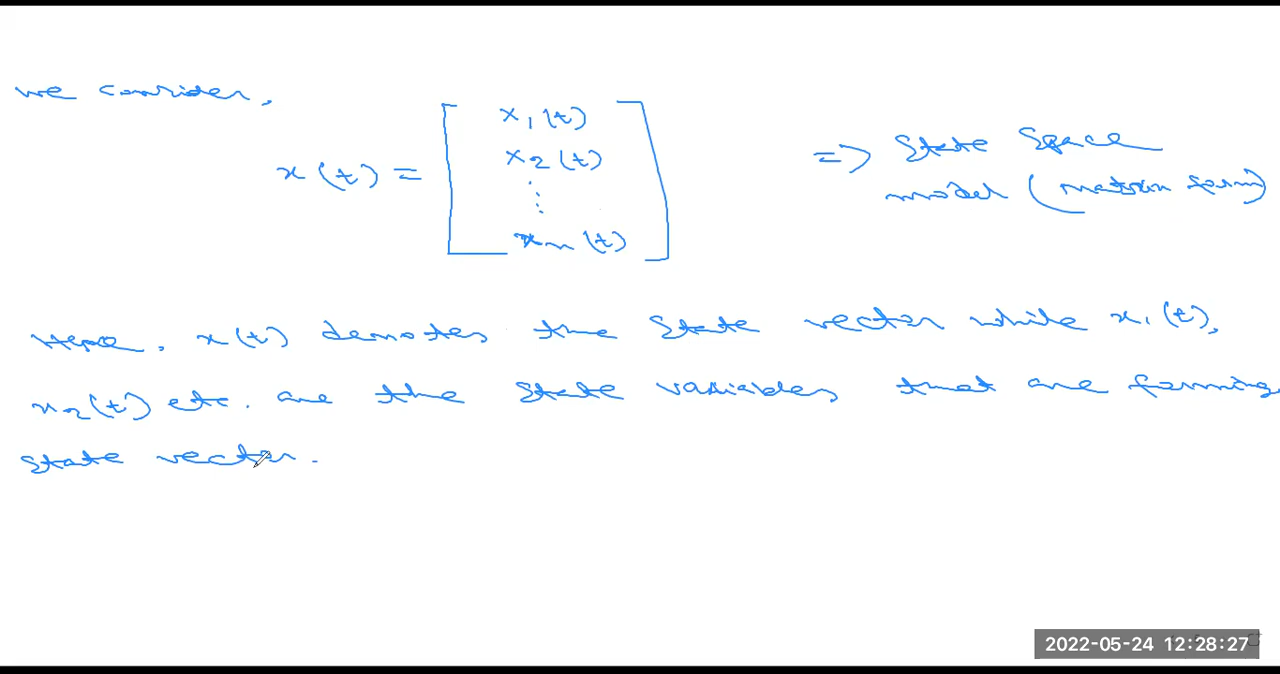 we consider,
x(t) = [ x1(t)
x2(t)
⋮
xn(t) ]
=> State Space
model (matrix form)
Here, x(t) denotes the state vector while x1(t),
x2(t) etc. are the state variables that are forming
state vector.
2022-05-24 12:28:27